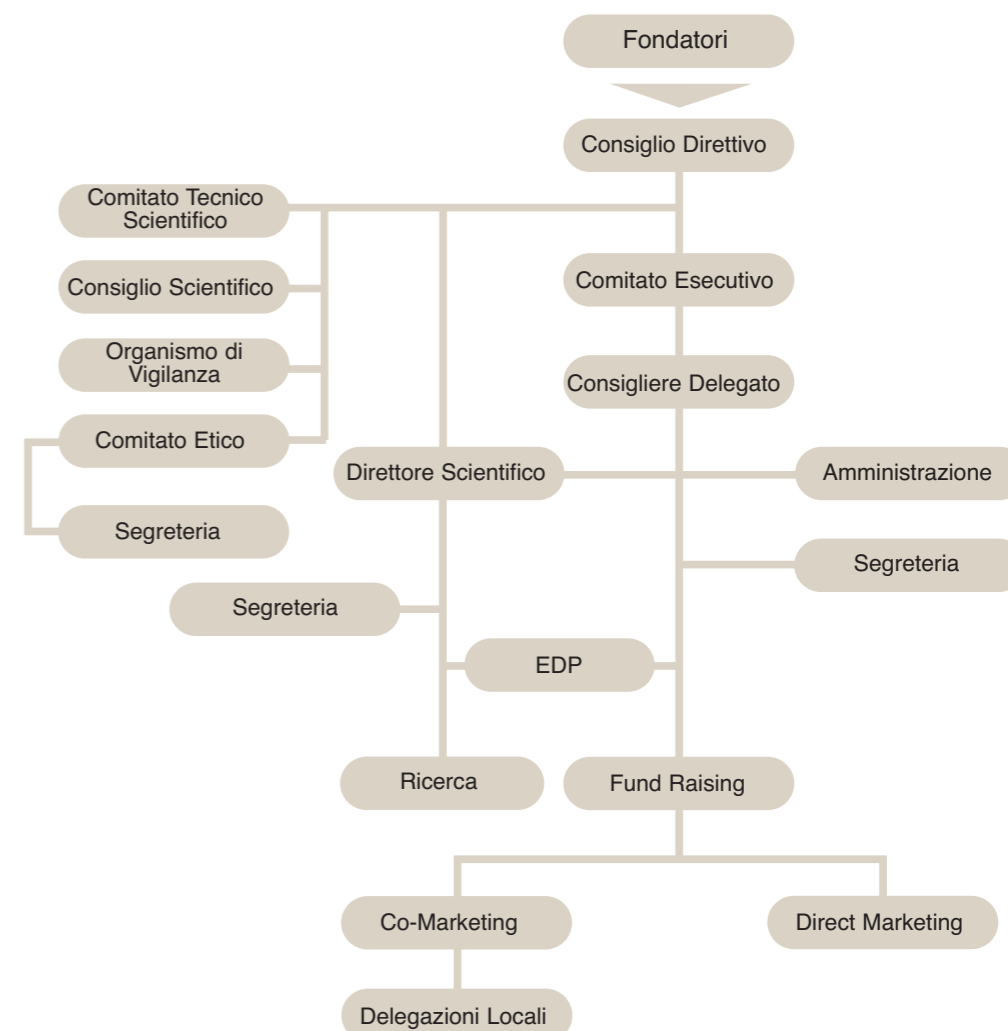 Fondatori
Consiglio Direttivo
Comitato Tecnico
Scientifico
Consiglio Scientifico
Comitato Esecutivo
Organismo di
Vigilanza
Consigliere Delegato
Comitato Etico
Direttore Scientifico
Amministrazione
Segreteria
Segreteria
Segreteria
EDP
Ricerca
Fund Raising
Co-Marketing
Direct Marketing
Delegazioni Locali